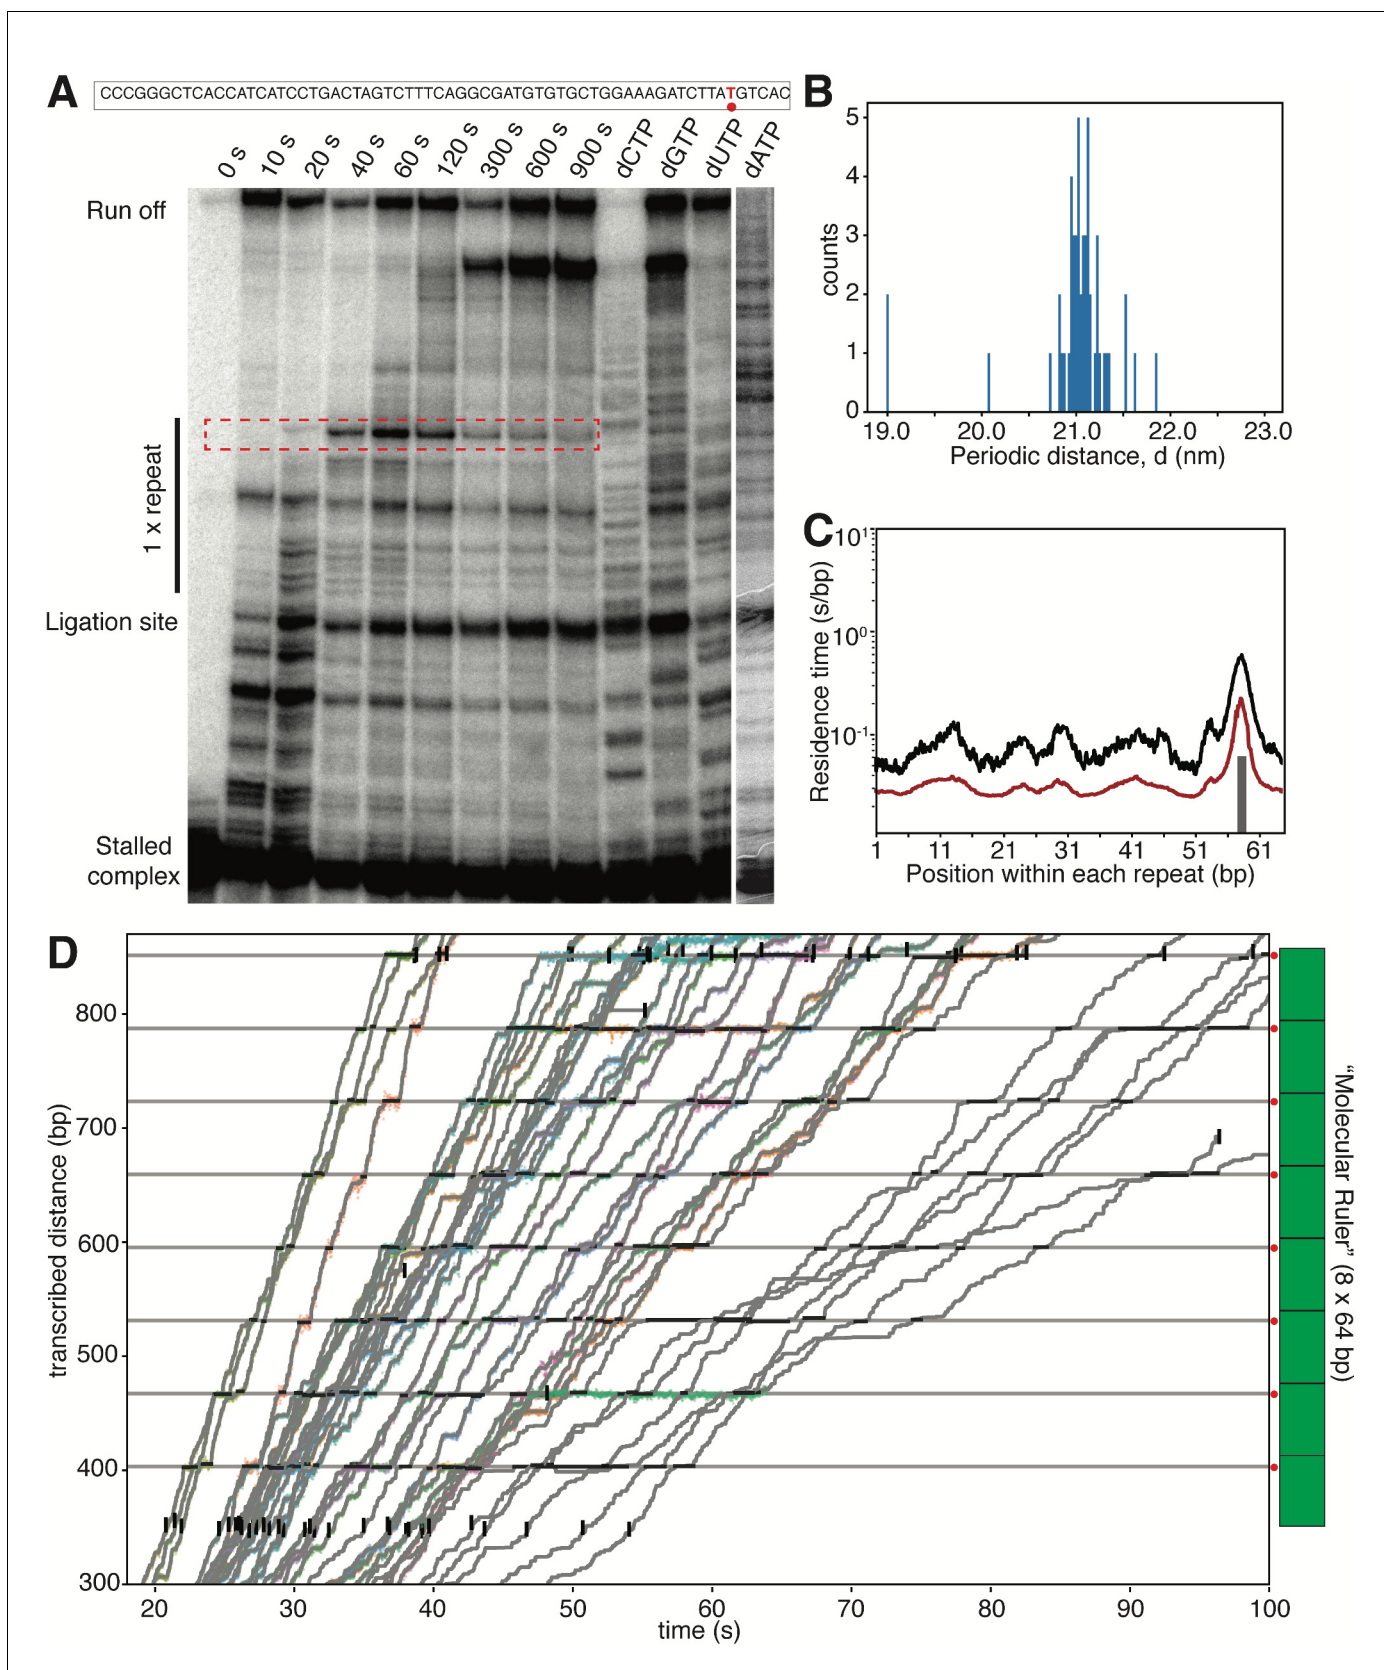 A
CCCGGGCTCACCATCATCCTGACTAGTCTTTCAGGCGATGTGTGCTGGAAAGATCTTATGTCAC
0 s
10 s
20 s
40 s
60 s
120 s
300 s
600 s
900 s
dCTP
dGTP
dUTP
dATP
Run off
1 x repeat
Ligation site
Stalled
complex
B
5
4
3
2
1
0
counts
19.0 20.0 21.0 22.0 23.0
Periodic distance, d (nm)
C
10¹
10⁰
10⁻¹
Residence time (s/bp)
1 11 21 31 41 51 61
Position within each repeat (bp)
D
800
700
600
500
400
300
transcribed distance (bp)
20 30 40 50 60 70 80 90 100
time (s)
“Molecular Ruler” (8 x 64 bp)